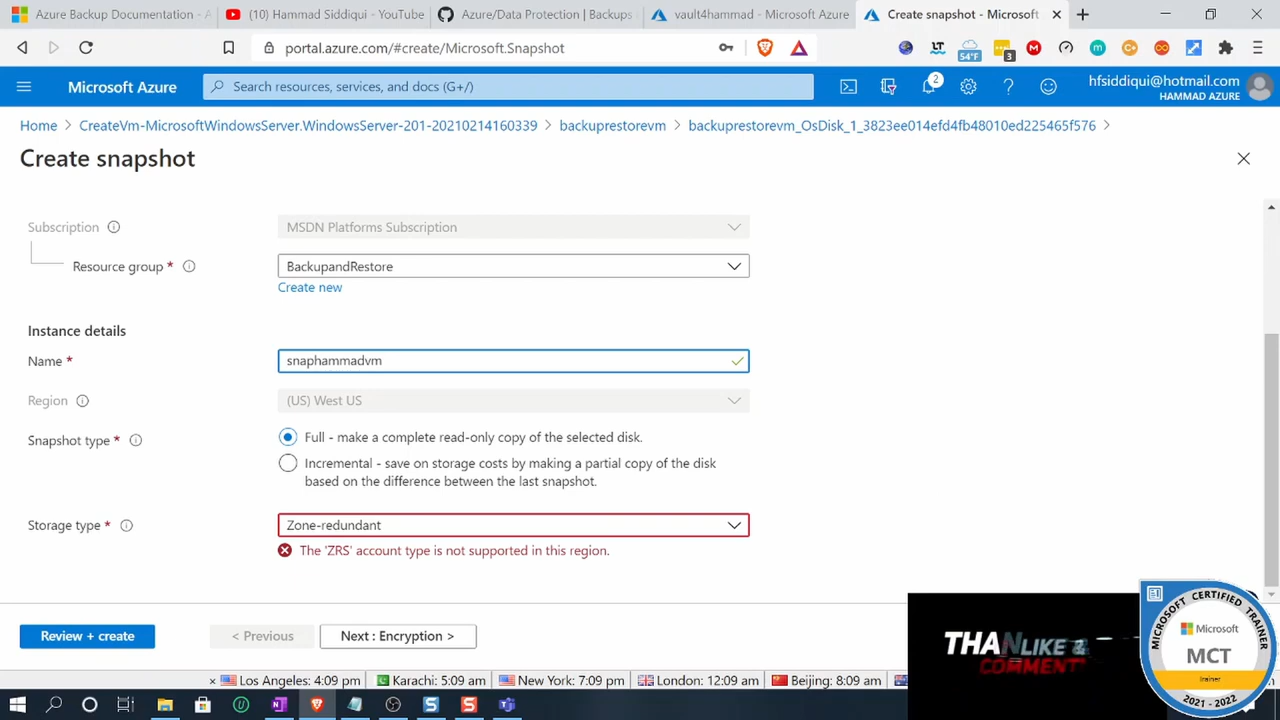 Azure Backup Documentation - A
(10) Hammad Siddiqui - YouTube
Azure/Data Protection | Backups
vault4hammad - Microsoft Azure
Create snapshot - Microsoft
portal.azure.com/#create/Microsoft.Snapshot
LT
54°F
3
M
m
C+
Microsoft Azure
Search resources, services, and docs (G+/)
2
hfsiddiqui@hotmail.com
HAMMAD AZURE
Home > CreateVm-MicrosoftWindowsServer.WindowsServer-201-20210214160339 > backuprestorevm > backuprestorevm_OsDisk_1_3823ee014efd4fb48010ed225465f576 >
Create snapshot
Subscription
MSDN Platforms Subscription
Resource group *
BackupandRestore
Create new
Instance details
Name *
snaphammadvm
Region
(US) West US
Snapshot type *
Full - make a complete read-only copy of the selected disk.
Incremental - save on storage costs by making a partial copy of the disk
based on the difference between the last snapshot.
Storage type *
Zone-redundant
The 'ZRS' account type is not supported in this region.
Review + create
< Previous
Next : Encryption >
Los Angeles: 4:09 pm
Karachi: 5:09 am
New York: 7:09 pm
London: 12:09 am
Beijing: 8:09 am
LIKE &
COMMENT
MICROSOFT CERTIFIED TRAINER
Microsoft
MCT
Trainer
2021 - 2022